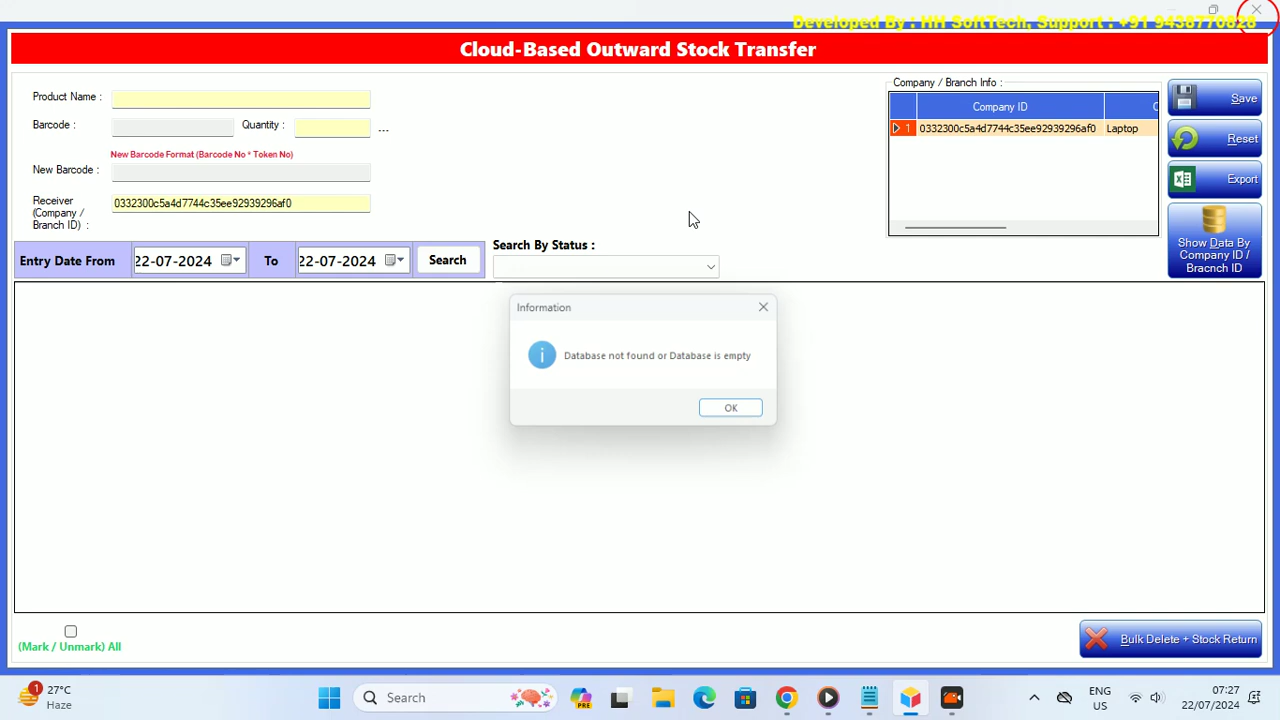 Developed By : HH SoftTech, Support : +91 9438770828
Cloud-Based Outward Stock Transfer
Product Name :
Barcode :
Quantity :
...
New Barcode Format (Barcode No * Token No)
New Barcode :
Receiver
(Company /
Branch ID) :
0332300c5a4d7744c35ee92939296af0
Company / Branch Info :
Company ID
1 0332300c5a4d7744c35ee92939296af0 Laptop
Save
Reset
Export
Show Data By
Company ID /
Bracnch ID
Entry Date From
22-07-2024
To
22-07-2024
Search
Search By Status :
Information
Database not found or Database is empty
OK
(Mark / Unmark) All
Bulk Delete + Stock Return
1
27°C
Haze
Search
PRE
ENG
US
07:27
22/07/2024